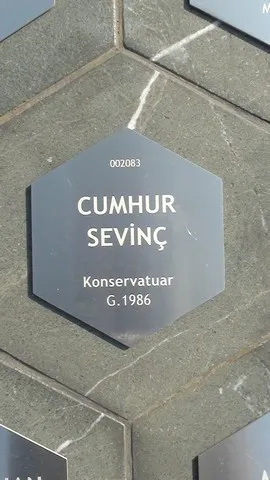 002083
CUMHUR
SEVİNÇ
Konservatuar
G.1986